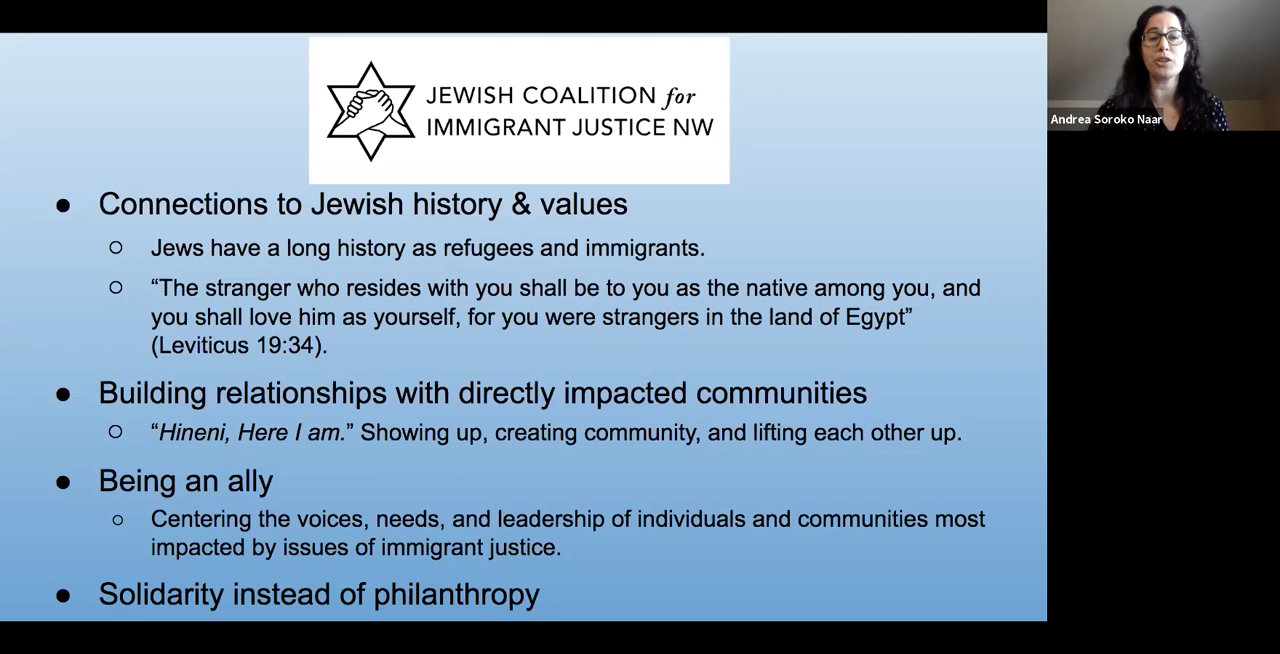 JEWISH COALITION for
IMMIGRANT JUSTICE NW
Andrea Soroko Naar
● Connections to Jewish history & values
○ Jews have a long history as refugees and immigrants.
○ “The stranger who resides with you shall be to you as the native among you, and
you shall love him as yourself, for you were strangers in the land of Egypt”
(Leviticus 19:34).
● Building relationships with directly impacted communities
○ “Hineni, Here I am.” Showing up, creating community, and lifting each other up.
● Being an ally
○ Centering the voices, needs, and leadership of individuals and communities most
impacted by issues of immigrant justice.
● Solidarity instead of philanthropy